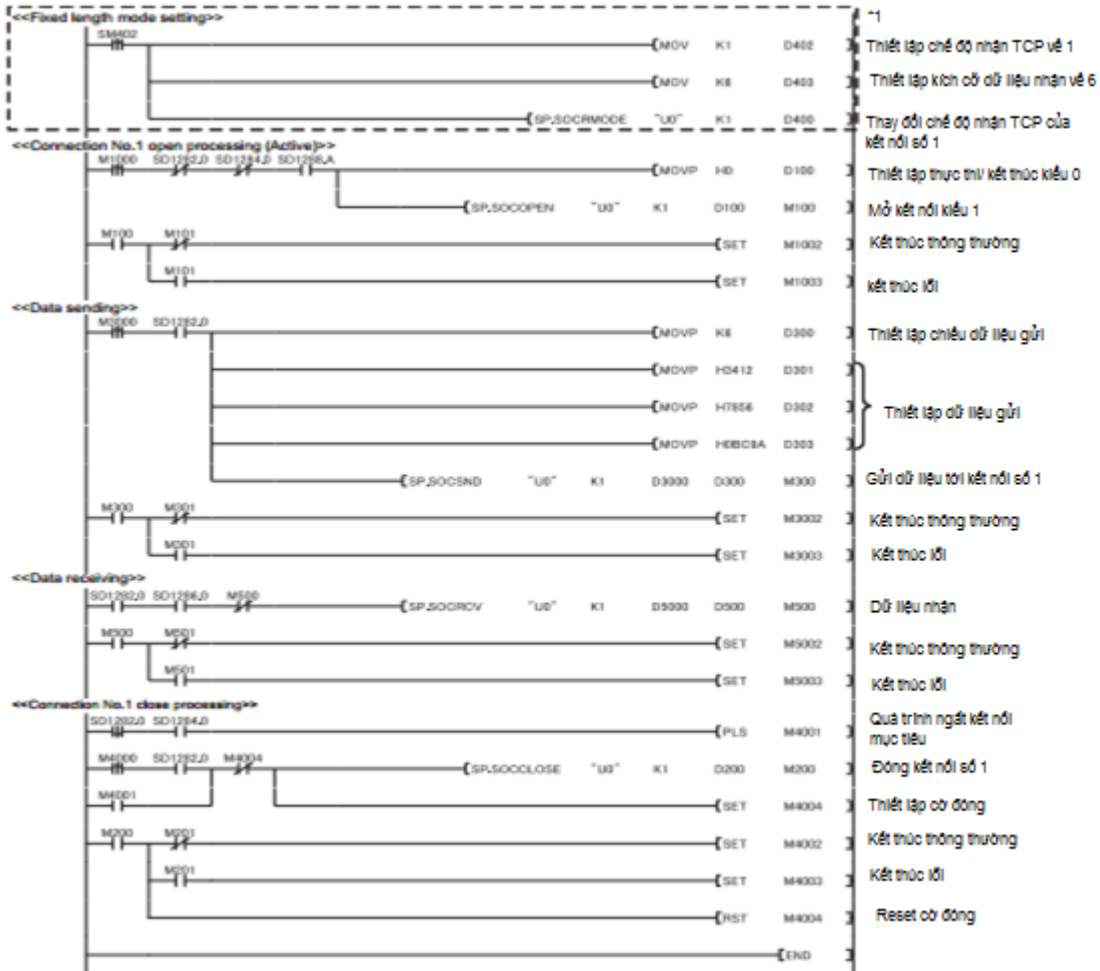 <<Fixed length mode setting>> *1
SM402
MOV K1 D402 Thiết lập chế độ nhận TCP về 1
MOV K6 D403 Thiết lập kích cỡ dữ liệu nhận về 6
SP.SOCRMODE "U0" K1 D400 Thay đổi chế độ nhận TCP của
kết nối số 1
<<Connection No.1 open processing (Active)>>
M1000 SD1282.0 SD1284.0 SD1286.A
MOVP H0 D100 Thiết lập thực thi/ kết thúc kiểu 0
SP.SOCOPEN "U0" K1 D100 M100 Mở kết nối kiểu 1
M100 M101
SET M1002 Kết thúc thông thường
M101
SET M1003 kết thúc lỗi
<<Data sending>>
M3000 SD1282.0
MOVP K6 D300 Thiết lập chiều dữ liệu gửi
MOVP H3412 D301
MOVP H7856 D302 Thiết lập dữ liệu gửi
MOVP H0BC9A D303
SP.SOCSND "U0" K1 D3000 D300 M300 Gửi dữ liệu tới kết nối số 1
M300 M301
SET M3002 Kết thúc thông thường
M301
SET M3003 Kết thúc lỗi
<<Data receiving>>
SD1282.0 SD1286.0 M500
SP.SOCRCV "U0" K1 D5000 D500 M500 Dữ liệu nhận
M500 M501
SET M5002 Kết thúc thông thường
M501
SET M5003 Kết thúc lỗi
<<Connection No.1 close processing>>
SD1282.0 SD1284.0
PLS M4001 Quá trình ngắt kết nối
mục tiêu
M4000 SD1282.0 M4004
SP.SOCCLOSE "U0" K1 D200 M200 Đóng kết nối số 1
M4001
SET M4004 Thiết lập cờ đóng
M200 M201
SET M4002 Kết thúc thông thường
M201
SET M4003 Kết thúc lỗi
RST M4004 Reset cờ đóng
END